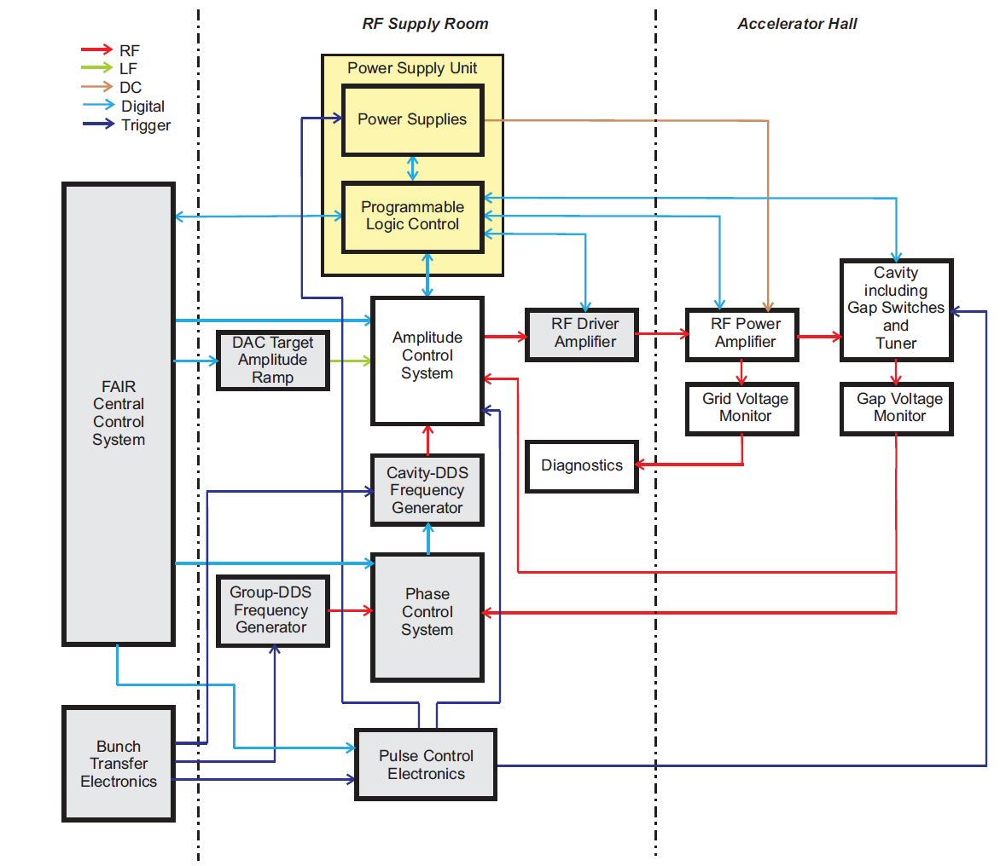 RF Supply Room
Accelerator Hall
RF
LF
DC
Digital
Trigger
Power Supply Unit
Power Supplies
Programmable
Logic Control
FAIR
Central
Control
System
DAC Target
Amplitude
Ramp
Amplitude
Control
System
RF Driver
Amplifier
RF Power
Amplifier
Cavity
including
Gap Switches
and
Tuner
Grid Voltage
Monitor
Gap Voltage
Monitor
Diagnostics
Cavity-DDS
Frequency
Generator
Group-DDS
Frequency
Generator
Phase
Control
System
Bunch
Transfer
Electronics
Pulse Control
Electronics